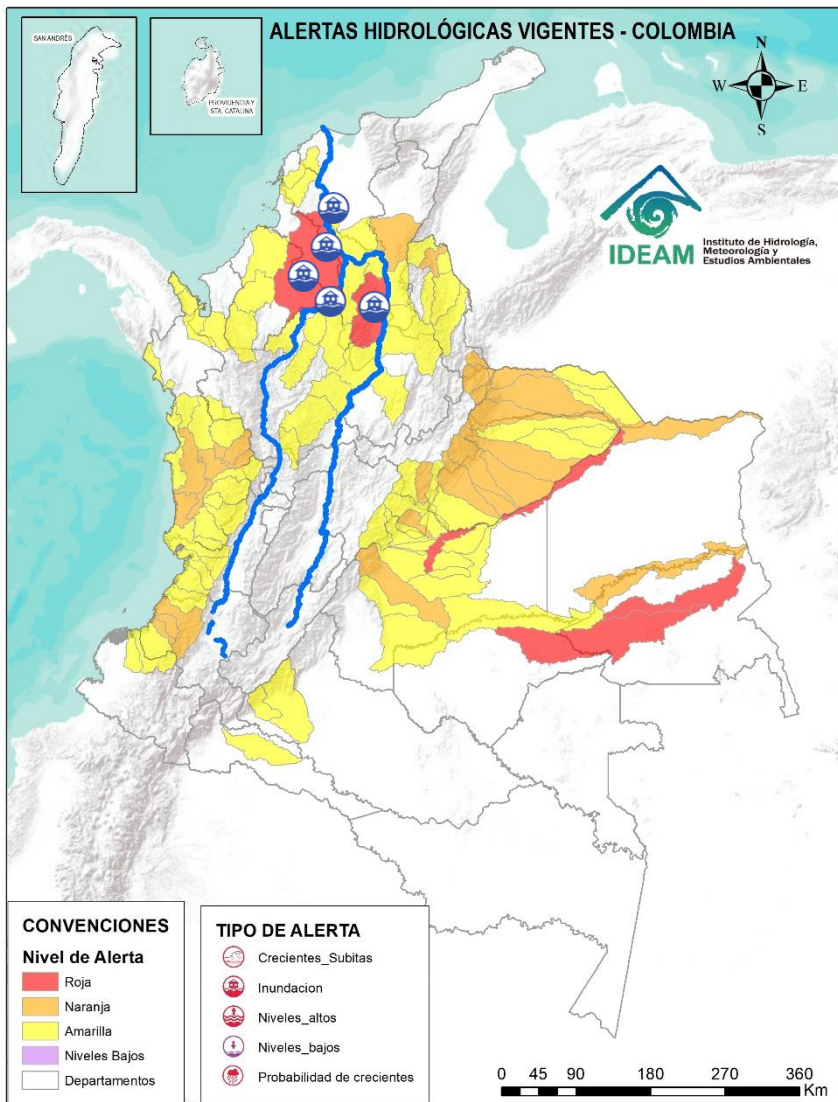 ALERTAS HIDROLÓGICAS VIGENTES - COLOMBIA
SAN ANDRÉS
PROVIDENCIA Y
STA. CATALINA
N
W
E
S
IDEAM
Instituto de Hidrología,
Meteorología y
Estudios Ambientales
CONVENCIONES
Nivel de Alerta
Roja
Naranja
Amarilla
Niveles Bajos
Departamentos
TIPO DE ALERTA
Crecientes_Subitas
Inundacion
Niveles_altos
Niveles_bajos
Probabilidad de crecientes
0 45 90 180 270 360
Km